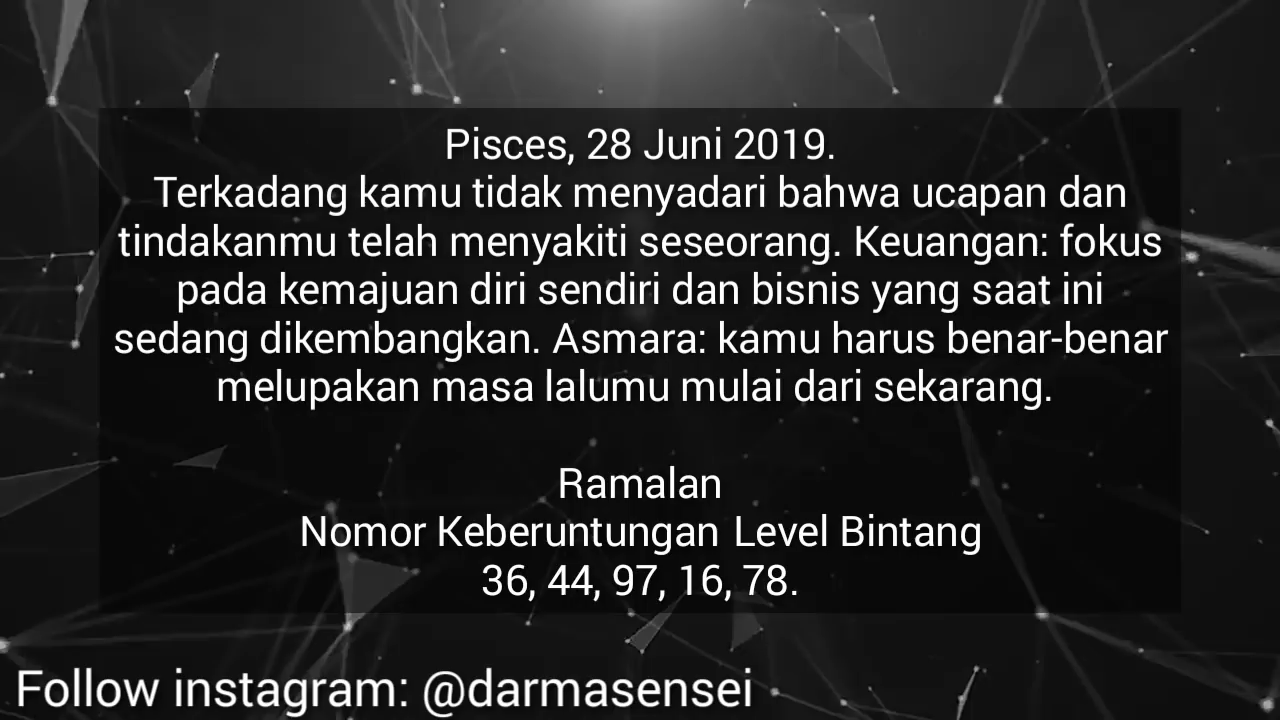 Pisces, 28 Juni 2019.
Terkadang kamu tidak menyadari bahwa ucapan dan
tindakanmu telah menyakiti seseorang. Keuangan: fokus
pada kemajuan diri sendiri dan bisnis yang saat ini
sedang dikembangkan. Asmara: kamu harus benar-benar
melupakan masa lalumu mulai dari sekarang.
Ramalan
Nomor Keberuntungan Level Bintang
36, 44, 97, 16, 78.
Follow instagram: @darmasensei